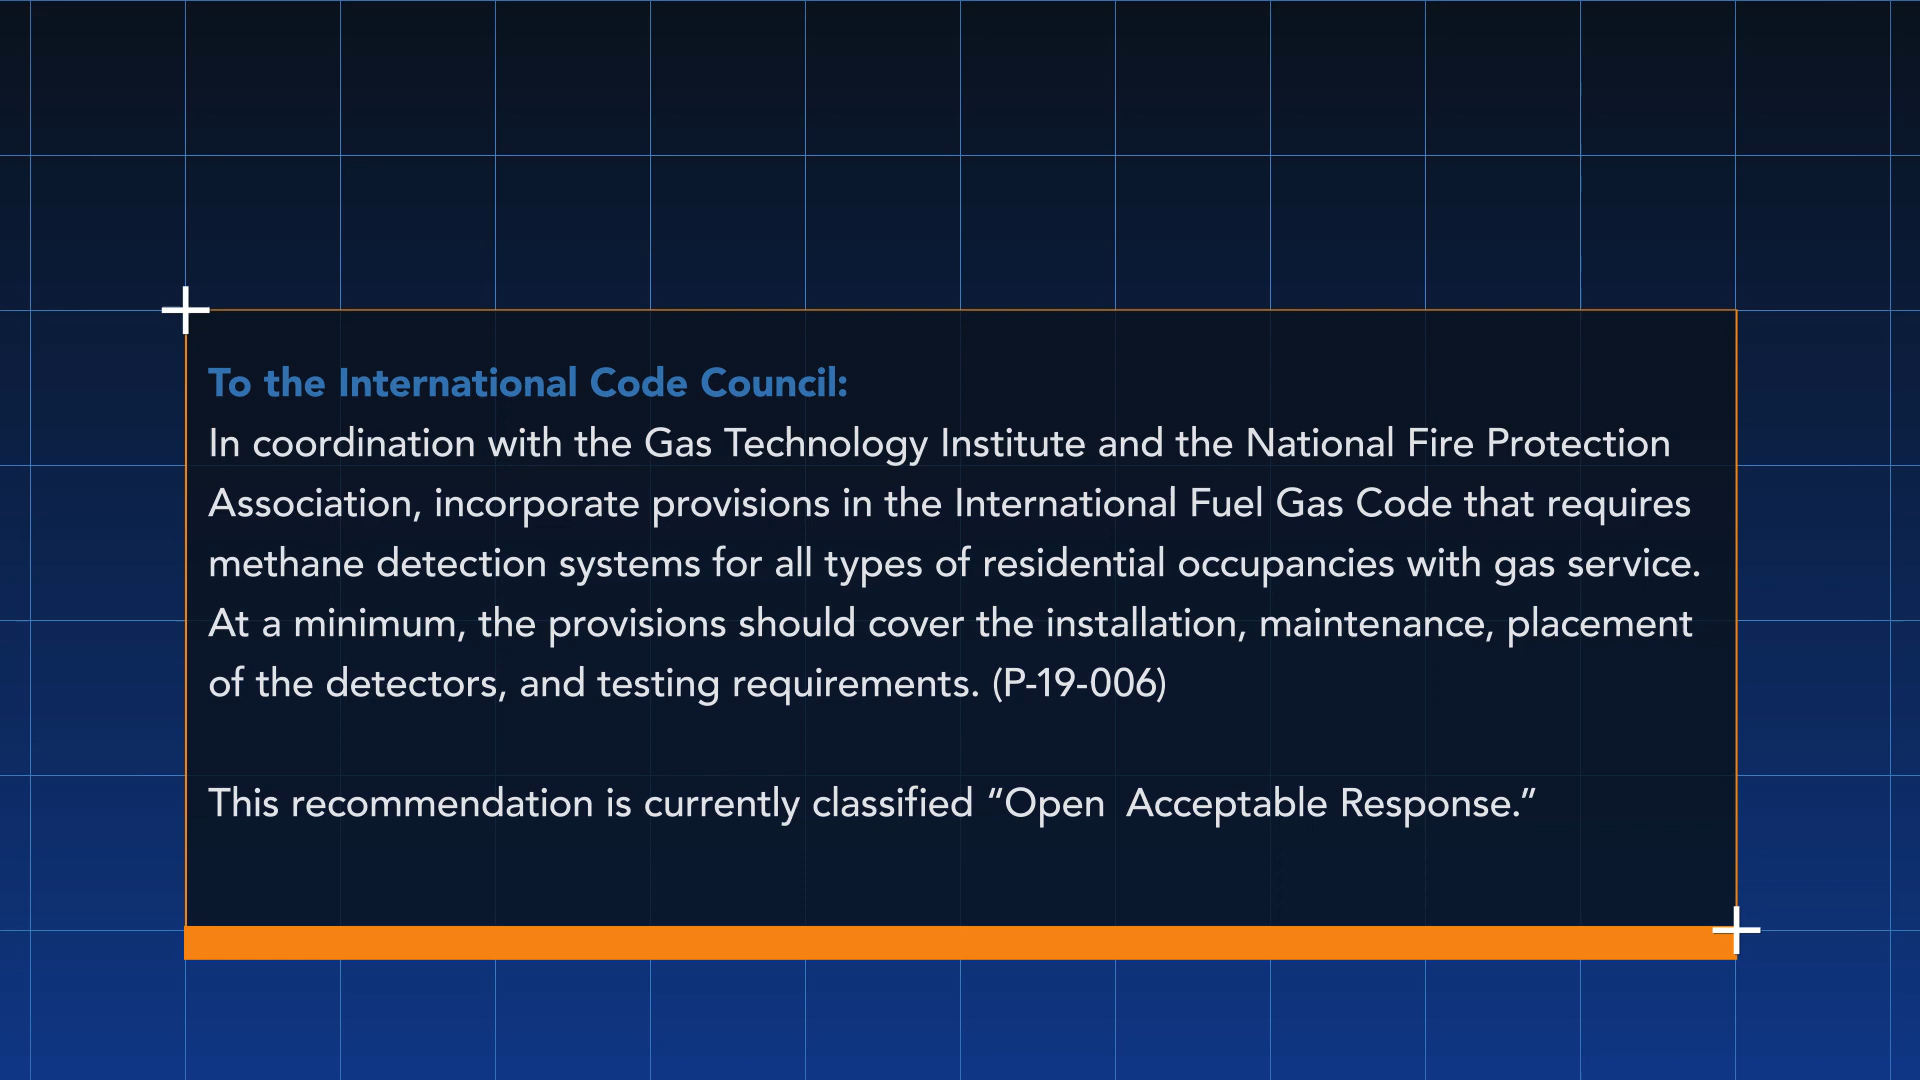 To the International Code Council:
In coordination with the Gas Technology Institute and the National Fire Protection
Association, incorporate provisions in the International Fuel Gas Code that requires
methane detection systems for all types of residential occupancies with gas service.
At a minimum, the provisions should cover the installation, maintenance, placement
of the detectors, and testing requirements. (P-19-006)
This recommendation is currently classified “Open  Acceptable Response.”